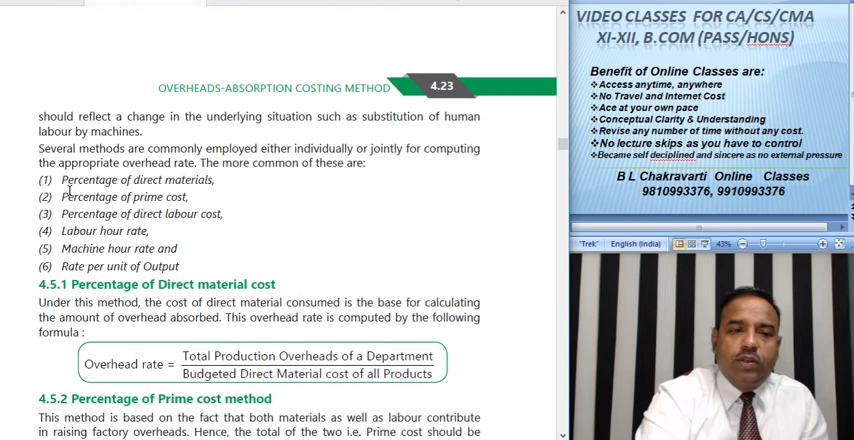 OVERHEADS-ABSORPTION COSTING METHOD 4.23
should reflect a change in the underlying situation such as substitution of human
labour by machines.
Several methods are commonly employed either individually or jointly for computing
the appropriate overhead rate. The more common of these are:
(1) Percentage of direct materials,
(2) Percentage of prime cost,
(3) Percentage of direct labour cost,
(4) Labour hour rate,
(5) Machine hour rate and
(6) Rate per unit of Output
4.5.1 Percentage of Direct material cost
Under this method, the cost of direct material consumed is the base for calculating
the amount of overhead absorbed. This overhead rate is computed by the following
formula :
Overhead rate = Total Production Overheads of a Department
Budgeted Direct Material cost of all Products
4.5.2 Percentage of Prime cost method
This method is based on the fact that both materials as well as labour contribute
in raising factory overheads. Hence, the total of the two i.e. Prime cost should be
VIDEO CLASSES FOR CA/CS/CMA
XI-XII, B.COM (PASS/HONS)
Benefit of Online Classes are:
❖Access anytime, anywhere
❖No Travel and Internet Cost
❖Ace at your own pace
❖Conceptual Clarity & Understanding
❖Revise any number of time without any cost.
❖No lecture skips as you have to control
❖Became self deciplined and sincere as no external pressure
B L Chakravarti Online Classes
9810993376, 9910993376
"Trek" English (India) 43%